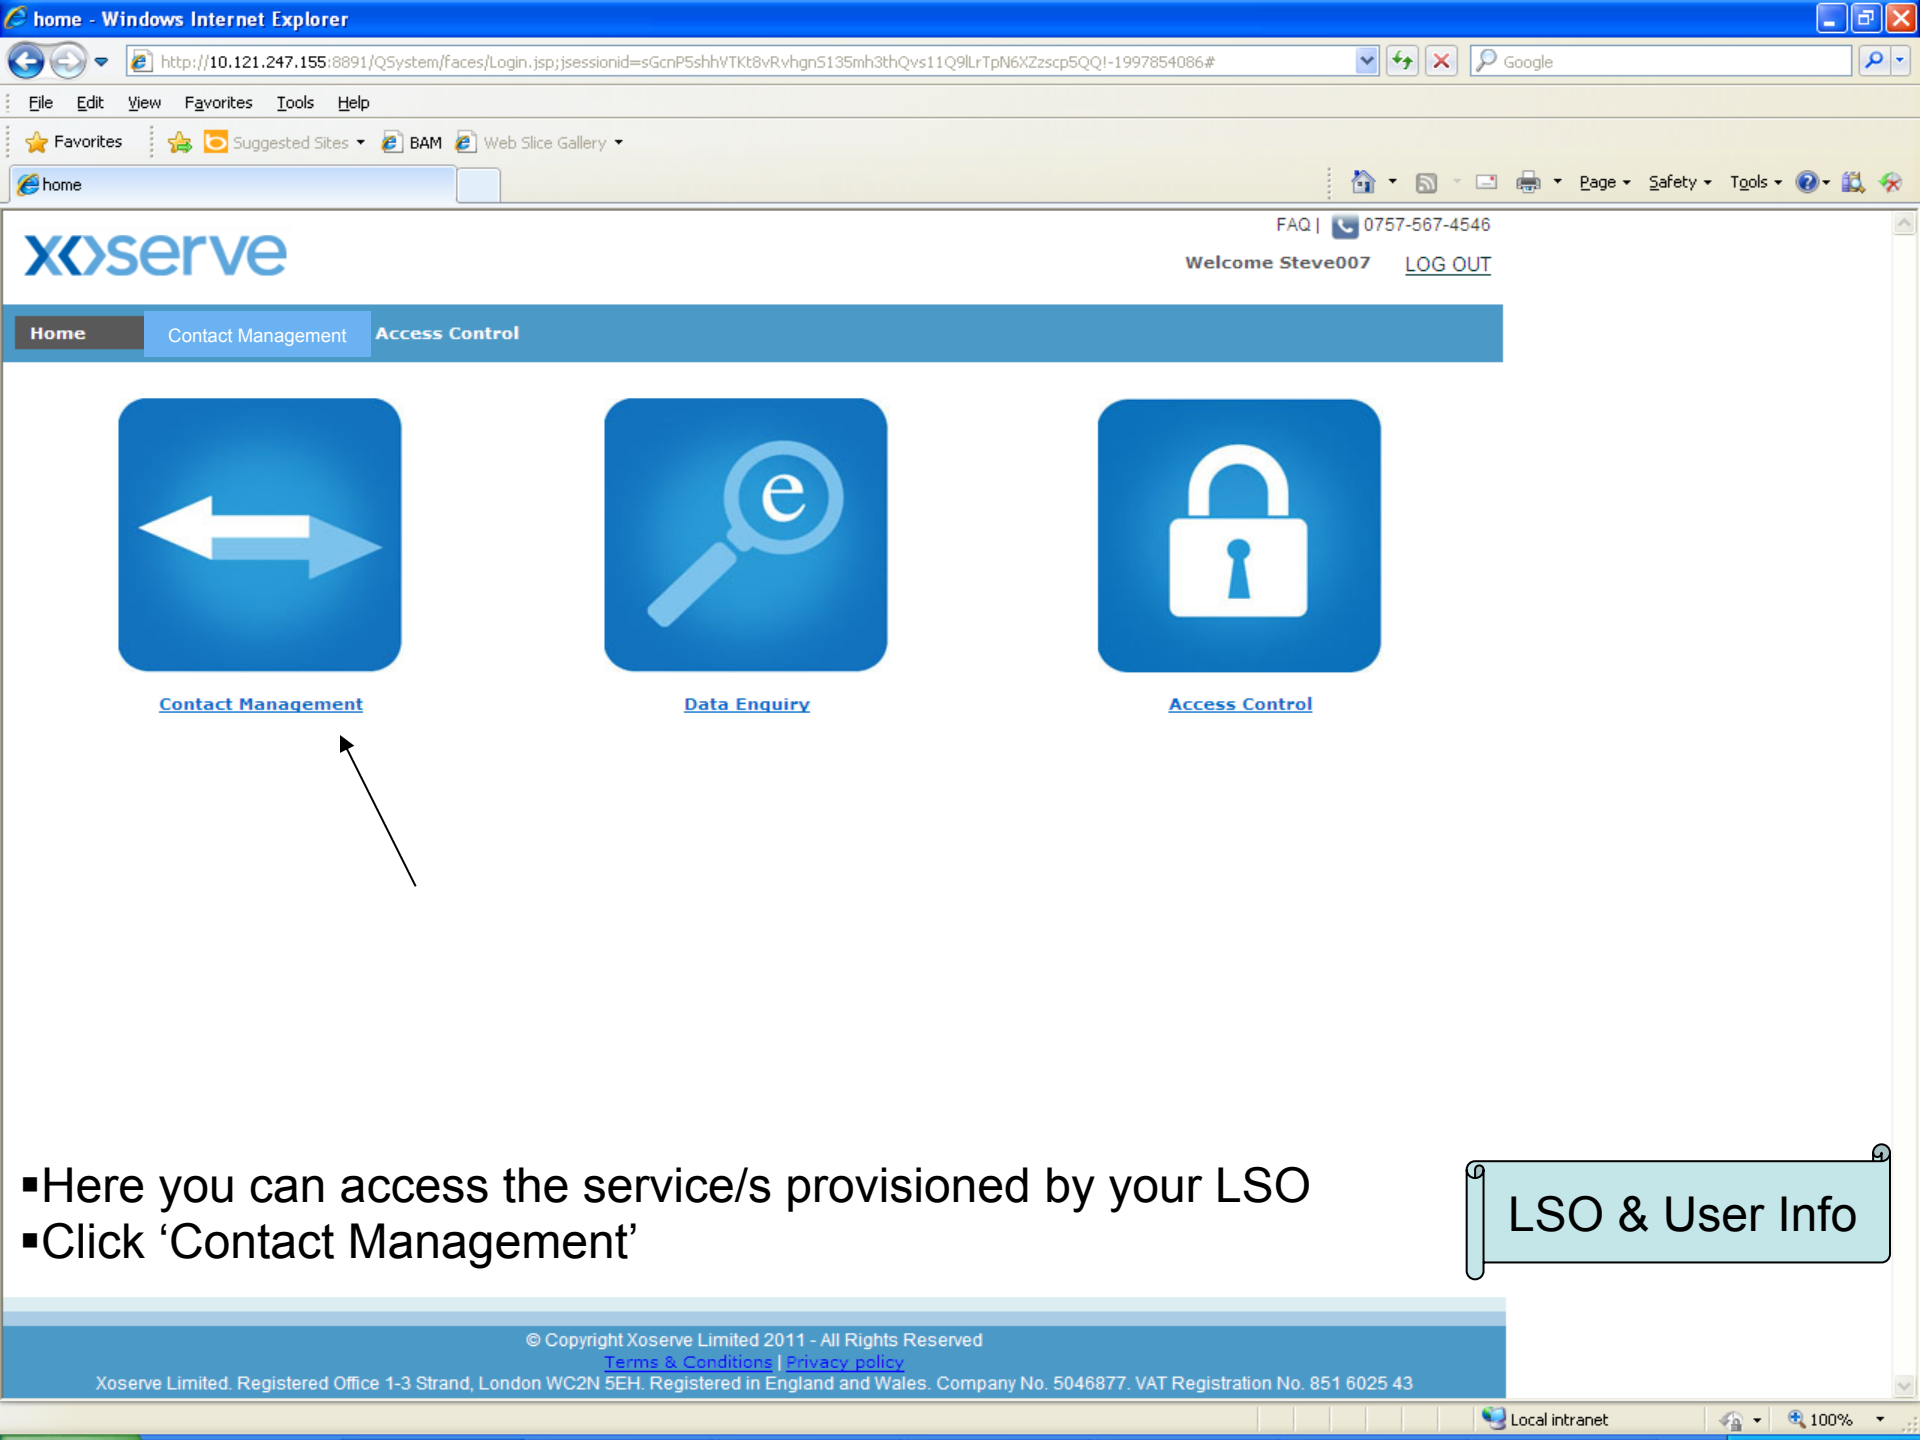 home - Windows Internet Explorer
http://10.121.247.155:8891/QSystem/faces/Login.jsp;jsessionid=sGcnP5shhVTKt8vRvhgnS135mh3thQvs11Q9lLrTpN6XZzscp5QQ!-1997854086#
Google
File Edit View Favorites Tools Help
Favorites Suggested Sites BAM Web Slice Gallery
home Page Safety Tools
FAQ | 0757-567-4546
xoserve
Welcome Steve007 LOG OUT
Home Contact Management Access Control
e
Contact Management Data Enquiry Access Control
▪Here you can access the service/s provisioned by your LSO
▪Click ‘Contact Management’
LSO & User Info
© Copyright Xoserve Limited 2011 - All Rights Reserved
Terms & Conditions | Privacy policy
Xoserve Limited. Registered Office 1-3 Strand, London WC2N 5EH. Registered in England and Wales. Company No. 5046877. VAT Registration No. 851 6025 43
Local intranet 100%